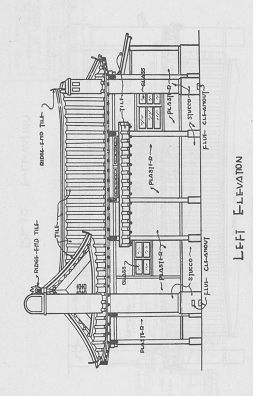 RIDGE-END TILE
RIDGE-END TILE
TILE
TILE
GLASS
GLASS
PLASTER
PLASTER
PLASTER
PLASTER
PLASTER
STUCCO
STUCCO
FLUE CLEANOUT
FLUE CLEANOUT
LEFT ELEVATION